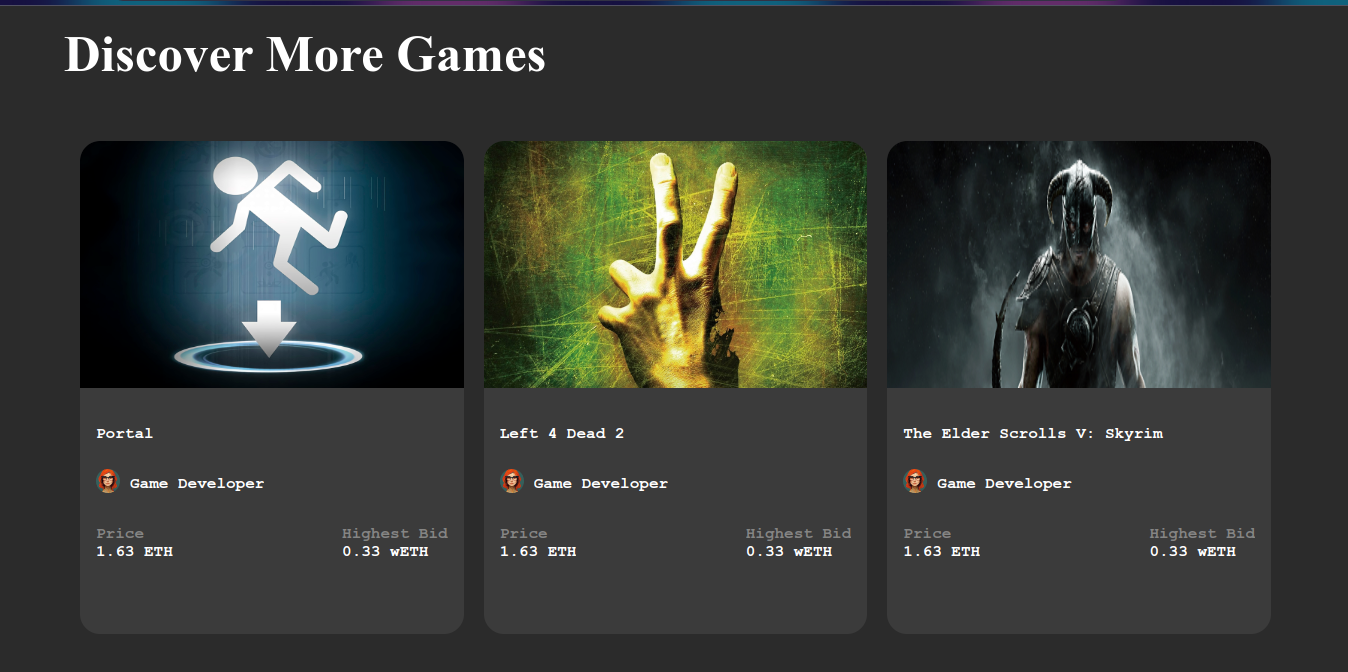 Discover More Games
Portal
Game Developer
Price Highest Bid
1.63 ETH 0.33 wETH
Left 4 Dead 2
Game Developer
Price Highest Bid
1.63 ETH 0.33 wETH
The Elder Scrolls V: Skyrim
Game Developer
Price Highest Bid
1.63 ETH 0.33 wETH